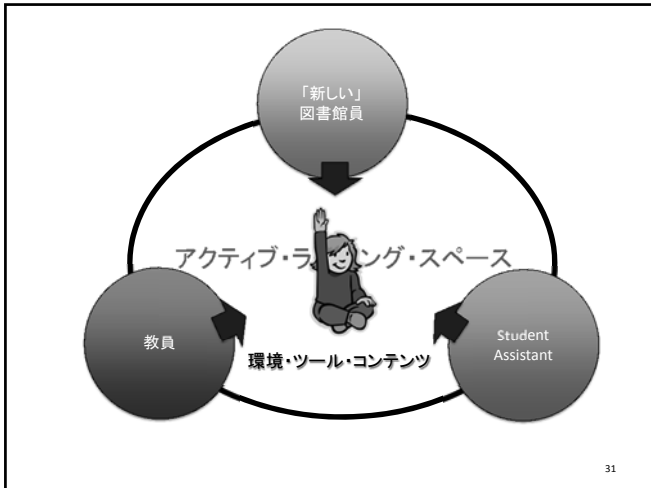 「新しい」
図書館員
アクティブ・ラ ング・スペース
教員
Student
Assistant
環境・ツール・コンテンツ
31